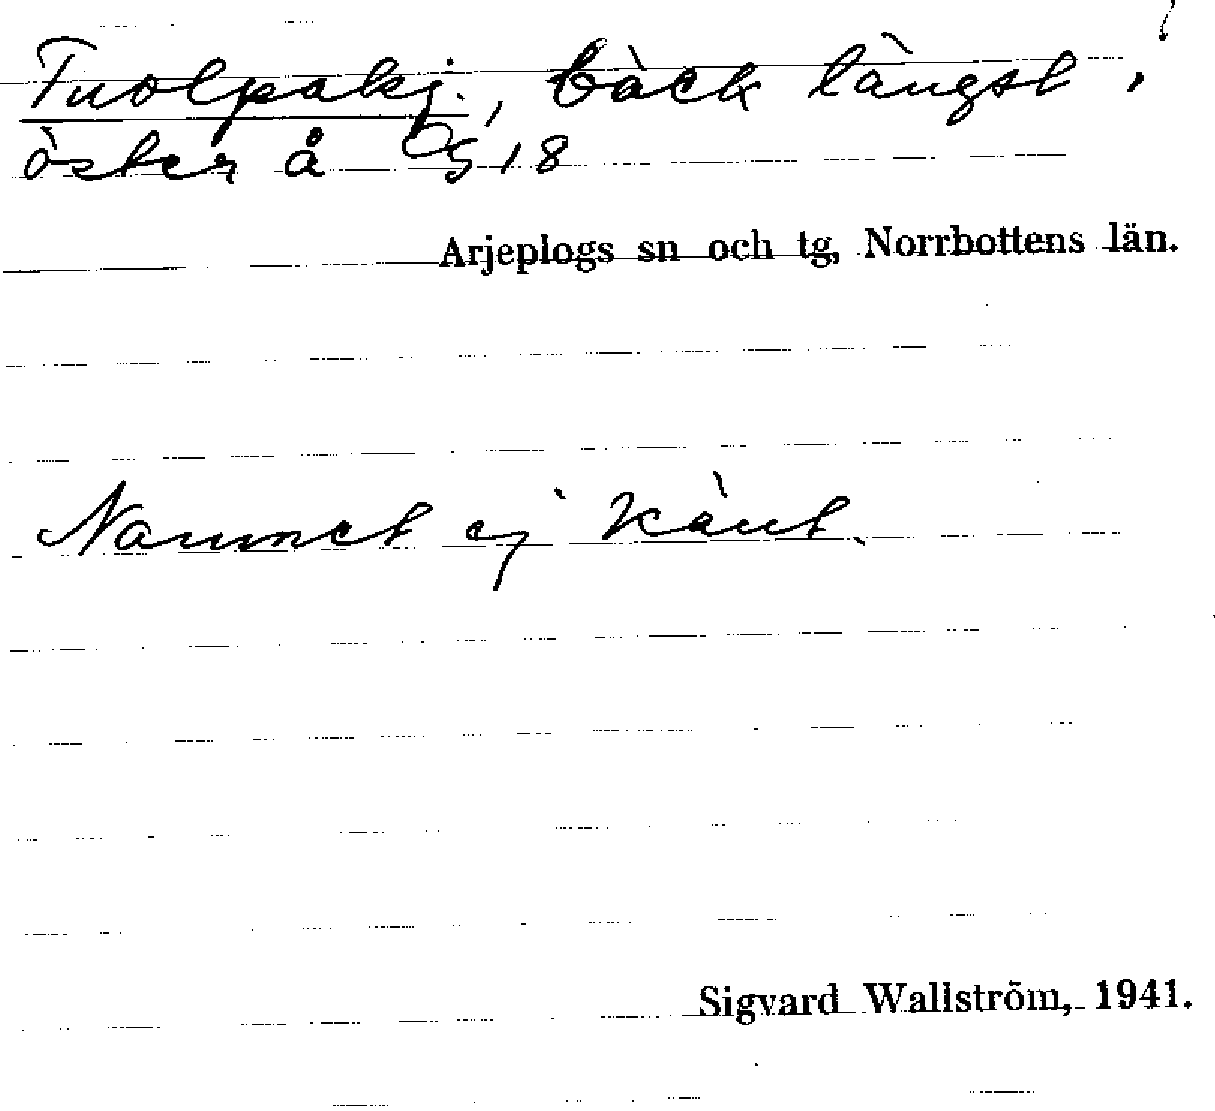 Tuolpakj., bäck längst i
öster å G 18
Arjeplogs sn och tg, Norrbottens län.
Namnet ej känt.
Sigvard Wallström, 1941.